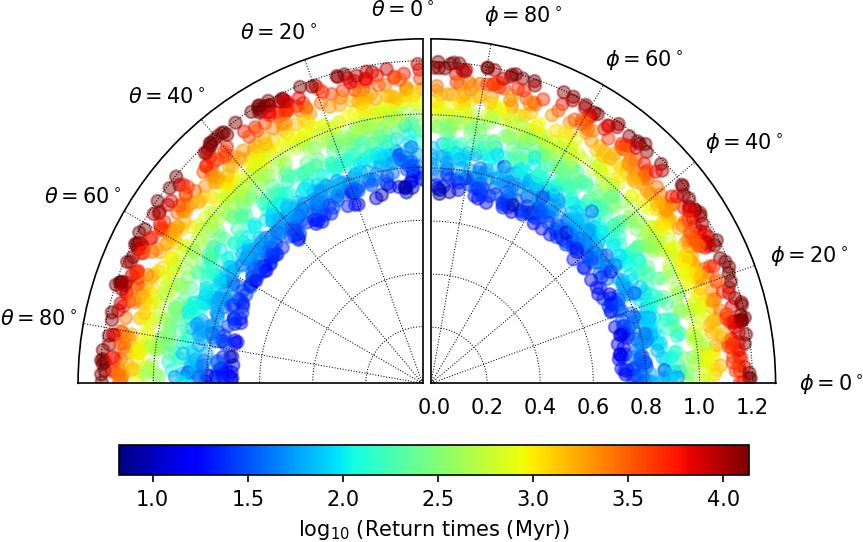 θ = 0°
ϕ = 80°
θ = 20°
ϕ = 60°
θ = 40°
ϕ = 40°
θ = 60°
ϕ = 20°
θ = 80°
ϕ = 0°
0.0 0.2 0.4 0.6 0.8 1.0 1.2
1.0 1.5 2.0 2.5 3.0 3.5 4.0
log₁₀ (Return times (Myr))